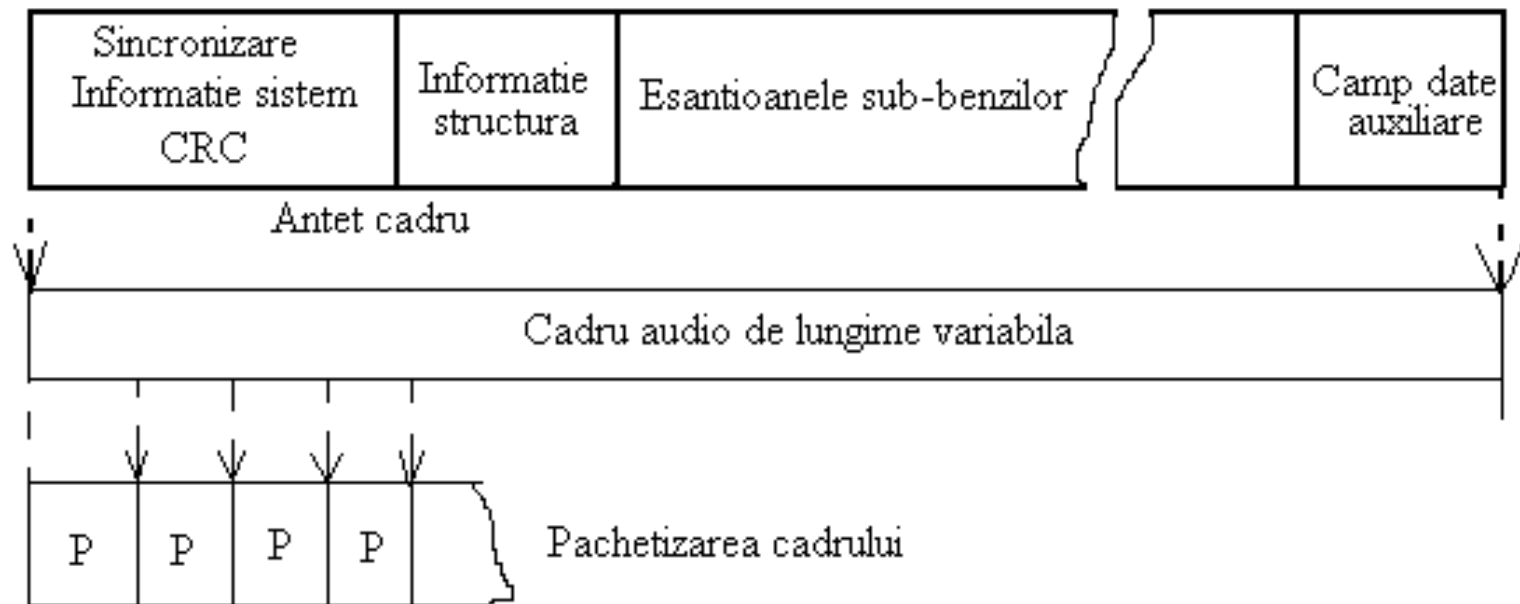 Sincronizare
Informatie sistem
CRC
Informatie
structura
Esantioanele sub-benzilor
Camp date
auxiliare
Antet cadru
Cadru audio de lungime variabila
P P P P
Pachetizarea cadrului